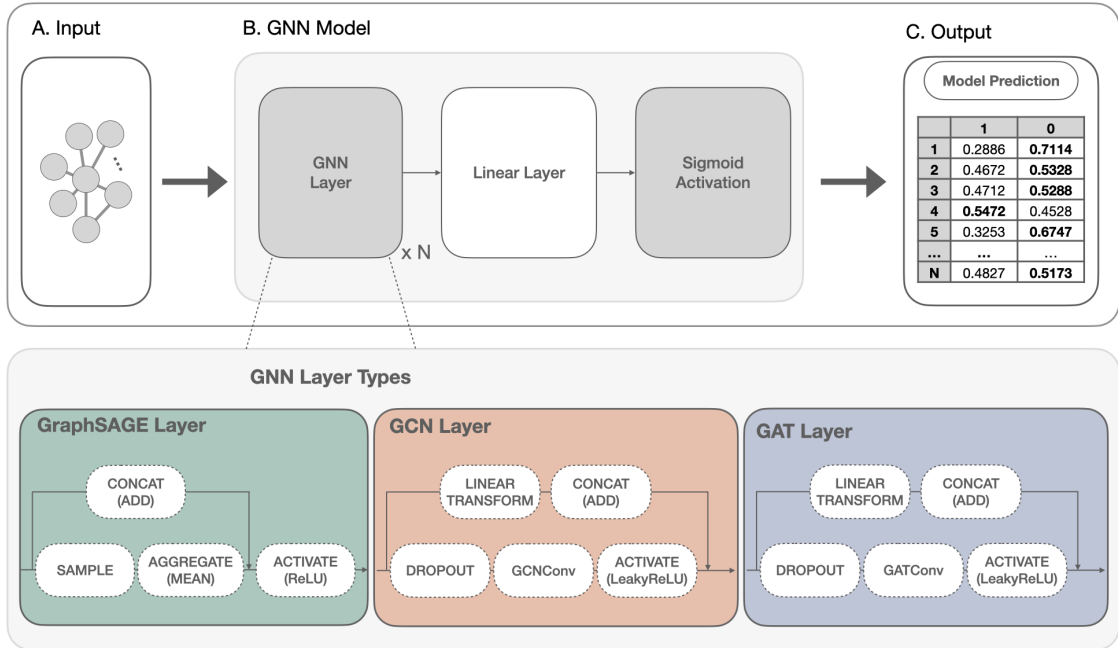 A. Input
B. GNN Model
C. Output
GNN
Layer
x N
Linear Layer
Sigmoid
Activation
Model Prediction
1 0
1 0.2886 0.7114
2 0.4672 0.5328
3 0.4712 0.5288
4 0.5472 0.4528
5 0.3253 0.6747
... ... ...
N 0.4827 0.5173
GNN Layer Types
GraphSAGE Layer
CONCAT
(ADD)
SAMPLE
AGGREGATE
(MEAN)
ACTIVATE
(ReLU)
GCN Layer
LINEAR
TRANSFORM
CONCAT
(ADD)
DROPOUT
GCNConv
ACTIVATE
(LeakyReLU)
GAT Layer
LINEAR
TRANSFORM
CONCAT
(ADD)
DROPOUT
GATConv
ACTIVATE
(LeakyReLU)